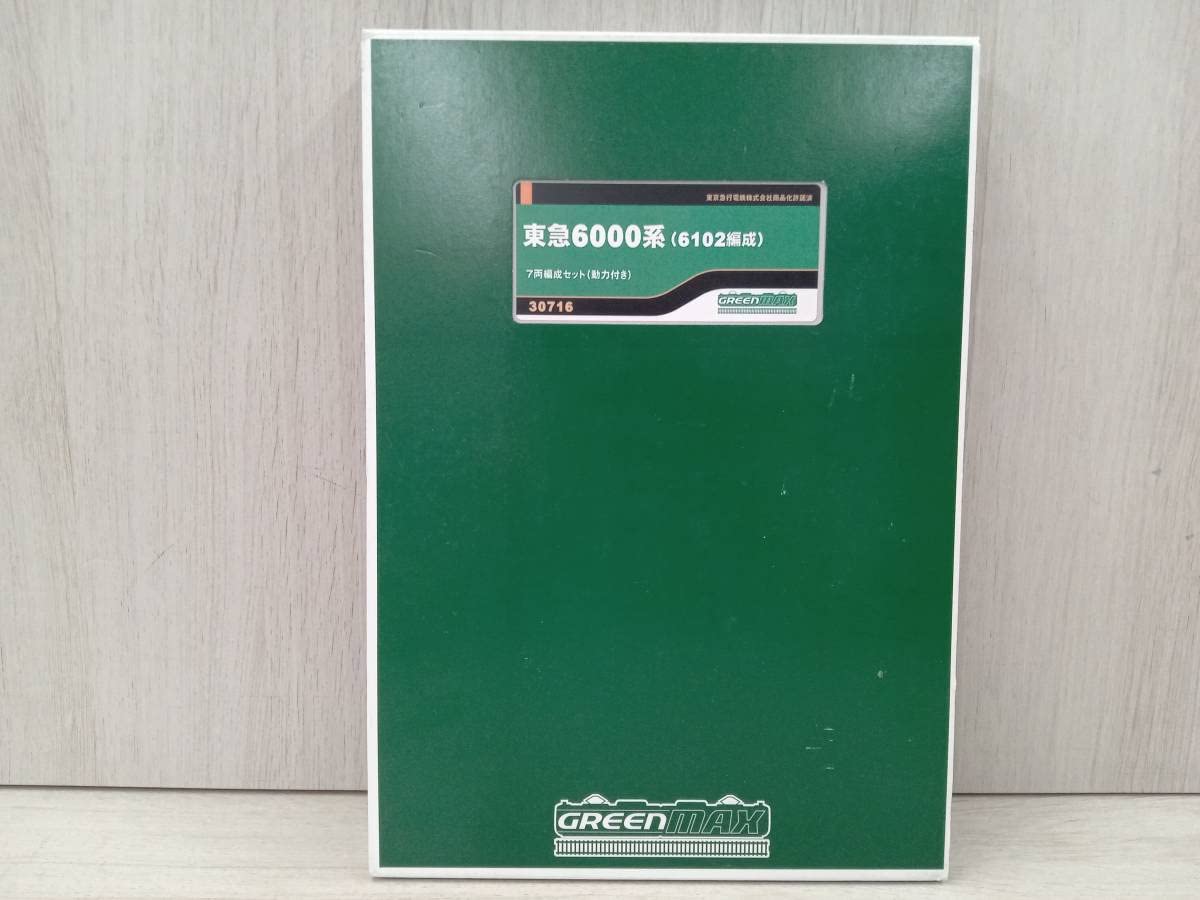 東京急行電鉄株式会社商品化許諾済
東急6000系(6102編成)
7両編成セット(動力付き)
30716
GREENMAX
GREENMAX